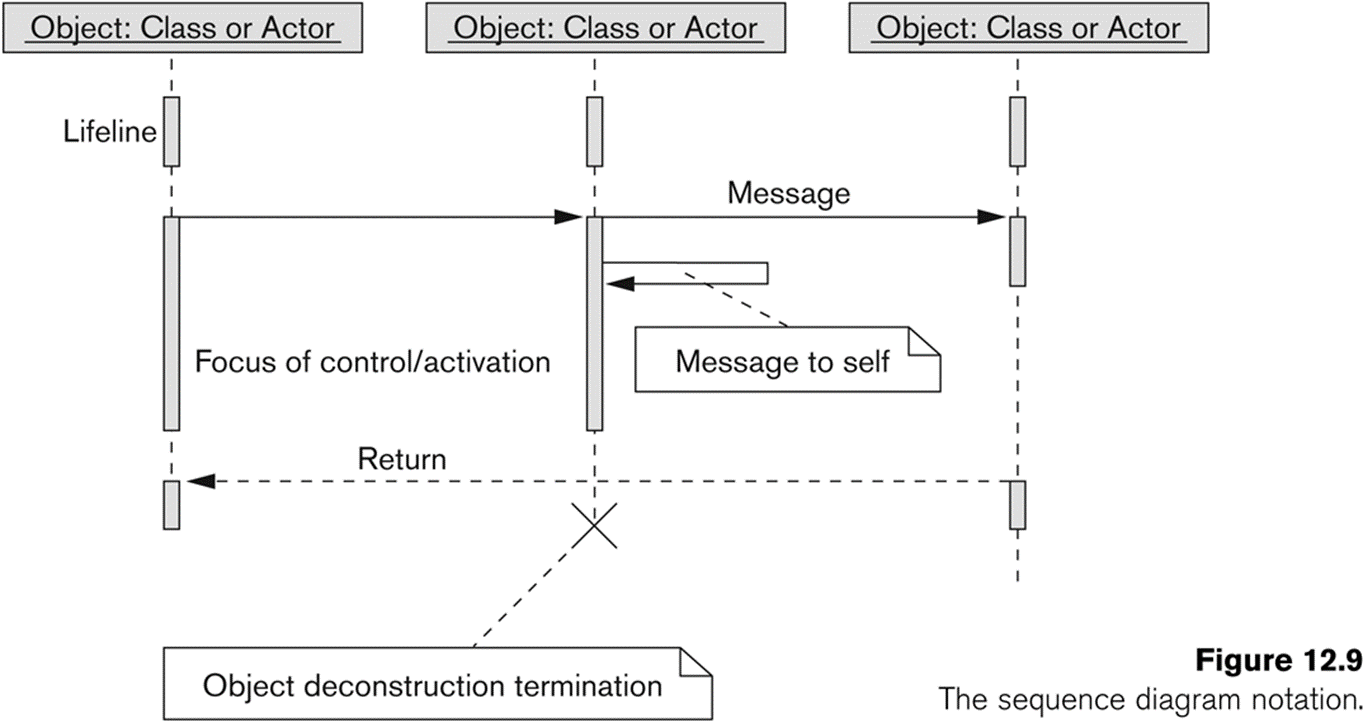 Object: Class or Actor
Object: Class or Actor
Object: Class or Actor
Lifeline
Message
Message to self
Focus of control/activation
Return
Object deconstruction termination
Figure 12.9
The sequence diagram notation.